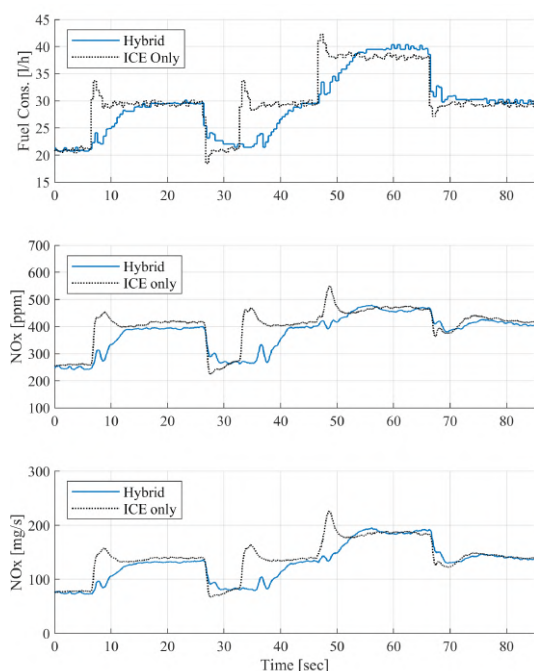 Fuel Cons. [l/h]
45
40
35
30
25
20
15
Hybrid
ICE Only
0 10 20 30 40 50 60 70 80
NOx [ppm]
700
600
500
400
300
200
100
Hybrid
ICE only
0 10 20 30 40 50 60 70 80
NOx [mg/s]
300
200
100
0
Hybrid
ICE only
0 10 20 30 40 50 60 70 80
Time [sec]